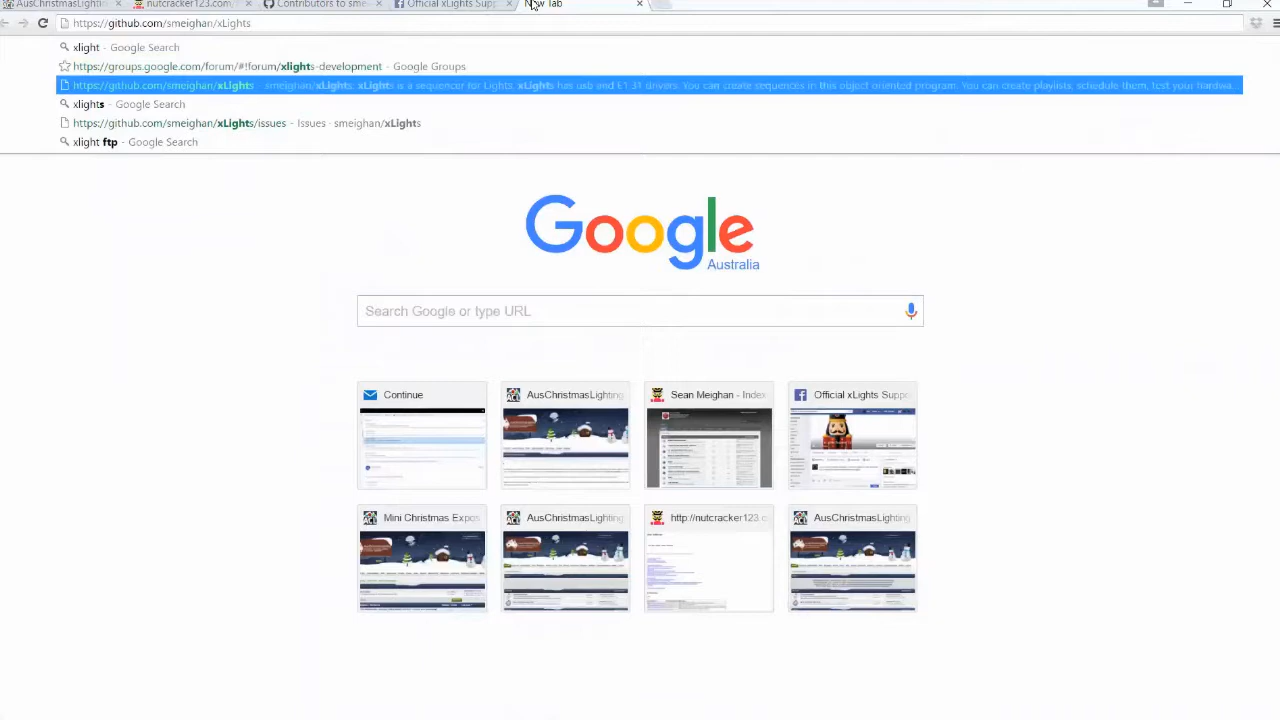 AusChristmasLightin
nutcracker123.com,
Contributors to sme
Official xLights Supp
New Tab
https://github.com/smeighan/xLights
xlight - Google Search
https://groups.google.com/forum/#!forum/xlights-development - Google Groups
https://github.com/smeighan/xLights - smeighan/xLights: xLights is a sequencer for Lights. xLights has usb and E1.31 drivers. You can create sequences in this object oriented program. You can create playlists, schedule them, test your hardwa...
xlights - Google Search
https://github.com/smeighan/xLights/issues - Issues · smeighan/xLights
xlight ftp - Google Search
Google
Australia
Search Google or type URL
Continue
AusChristmasLighting
Sean Meighan - Index
Official xLights Suppo
Mini Christmas Expos
AusChristmasLighting
http://nutcracker123.c
AusChristmasLighting